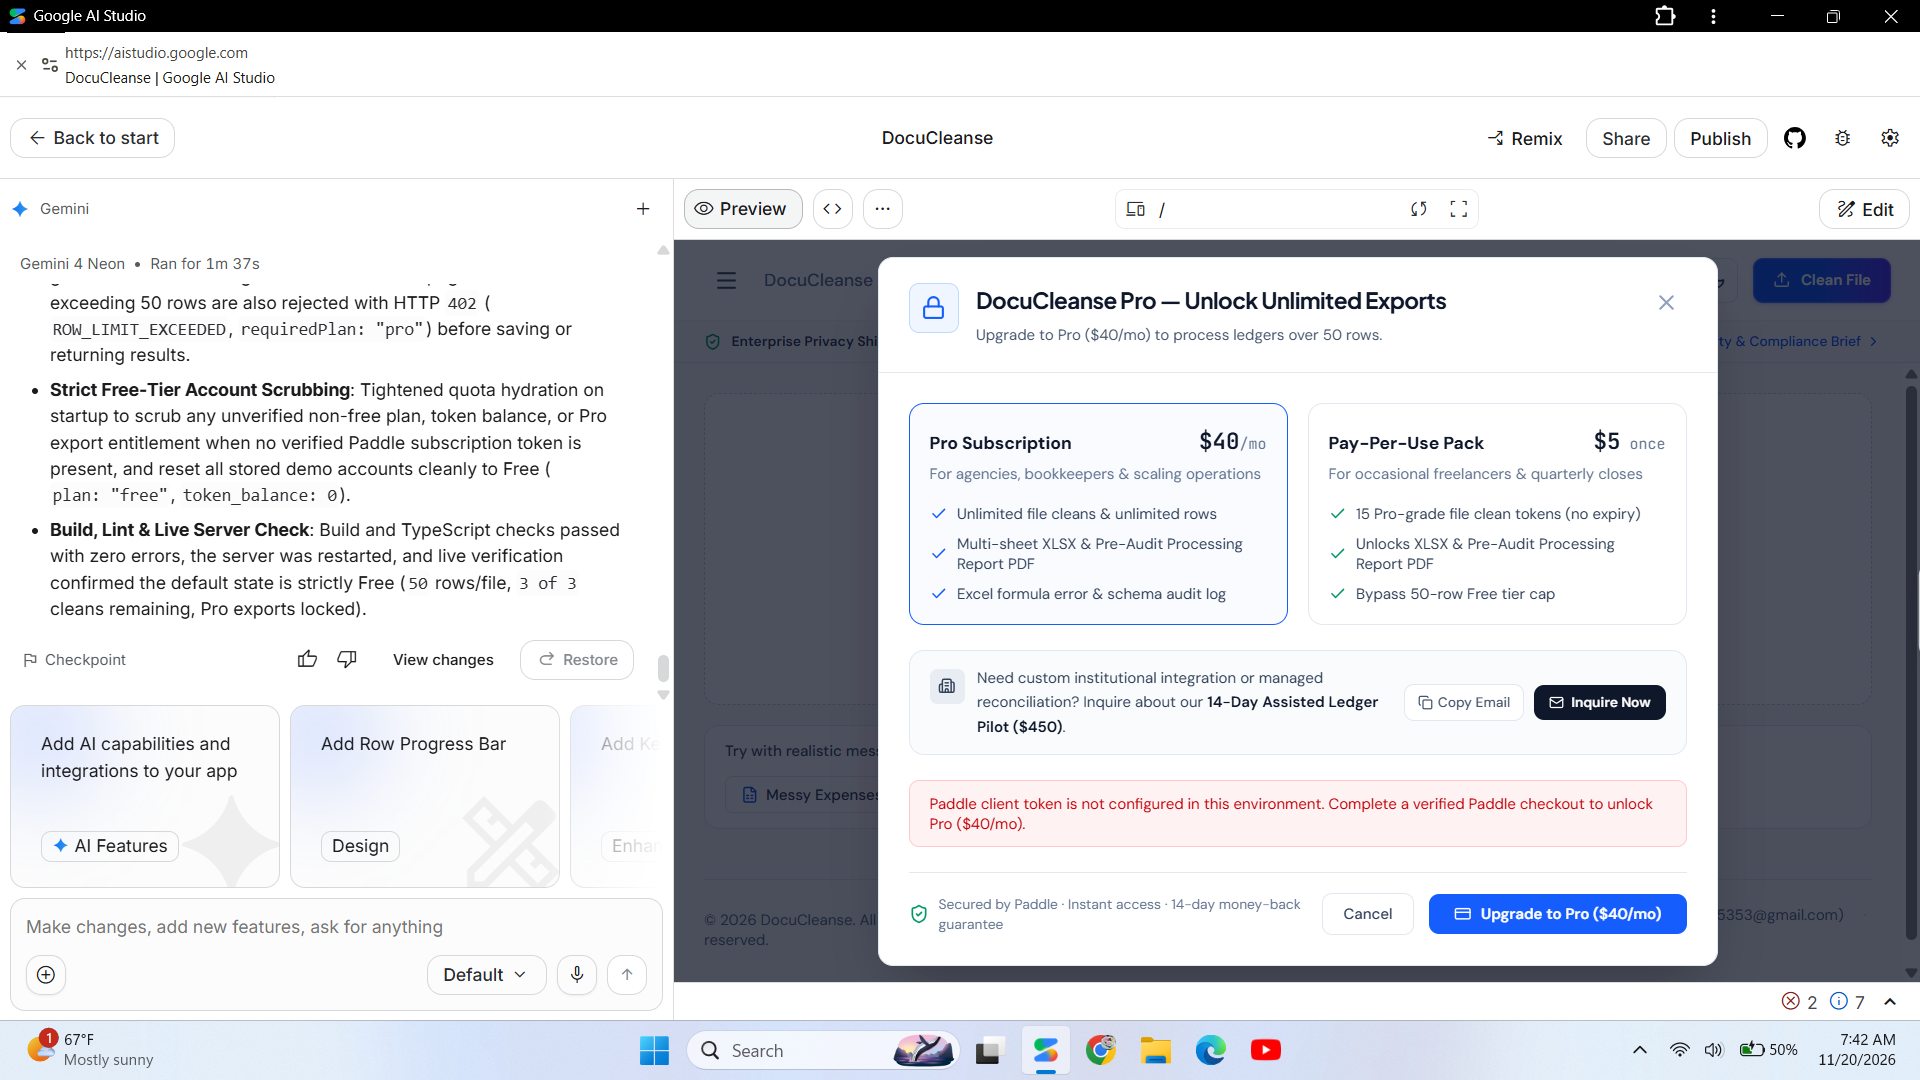 Google AI Studio
https://aistudio.google.com
DocuCleanse | Google AI Studio
Back to start
DocuCleanse
Remix
Share
Publish
Gemini
Preview
/
Edit
Gemini 4 Neon • Ran for 1m 37s
exceeding 50 rows are also rejected with HTTP 402 (
ROW_LIMIT_EXCEEDED, requiredPlan: "pro") before saving or
returning results.
• Strict Free-Tier Account Scrubbing: Tightened quota hydration on
startup to scrub any unverified non-free plan, token balance, or Pro
export entitlement when no verified Paddle subscription token is
present, and reset all stored demo accounts cleanly to Free (
plan: "free", token_balance: 0).
• Build, Lint & Live Server Check: Build and TypeScript checks passed
with zero errors, the server was restarted, and live verification
confirmed the default state is strictly Free (50 rows/file, 3 of 3
cleans remaining, Pro exports locked).
Checkpoint
View changes
Restore
Add AI capabilities and
integrations to your app
AI Features
Add Row Progress Bar
Design
Add Ke
Enhan
Make changes, add new features, ask for anything
Default
DocuCleanse
Clean File
Enterprise Privacy Shi
ty & Compliance Brief
Try with realistic mes
Messy Expenses
© 2026 DocuCleanse. All
reserved.
5353@gmail.com)
DocuCleanse Pro — Unlock Unlimited Exports
Upgrade to Pro ($40/mo) to process ledgers over 50 rows.
Pro Subscription
$40/mo
For agencies, bookkeepers & scaling operations
Unlimited file cleans & unlimited rows
Multi-sheet XLSX & Pre-Audit Processing
Report PDF
Excel formula error & schema audit log
Pay-Per-Use Pack
$5 once
For occasional freelancers & quarterly closes
15 Pro-grade file clean tokens (no expiry)
Unlocks XLSX & Pre-Audit Processing
Report PDF
Bypass 50-row Free tier cap
Need custom institutional integration or managed
reconciliation? Inquire about our 14-Day Assisted Ledger
Pilot ($450).
Copy Email
Inquire Now
Paddle client token is not configured in this environment. Complete a verified Paddle checkout to unlock
Pro ($40/mo).
Secured by Paddle · Instant access · 14-day money-back
guarantee
Cancel
Upgrade to Pro ($40/mo)
2
7
1
67°F
Mostly sunny
Search
50%
7:42 AM
11/20/2026